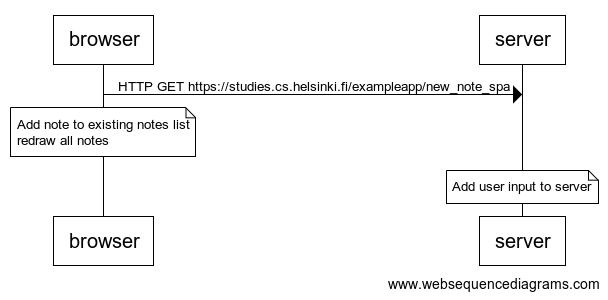 browser
server
HTTP GET https://studies.cs.helsinki.fi/exampleapp/new_note_spa
Add note to existing notes list
redraw all notes
Add user input to server
browser
server
www.websequencediagrams.com